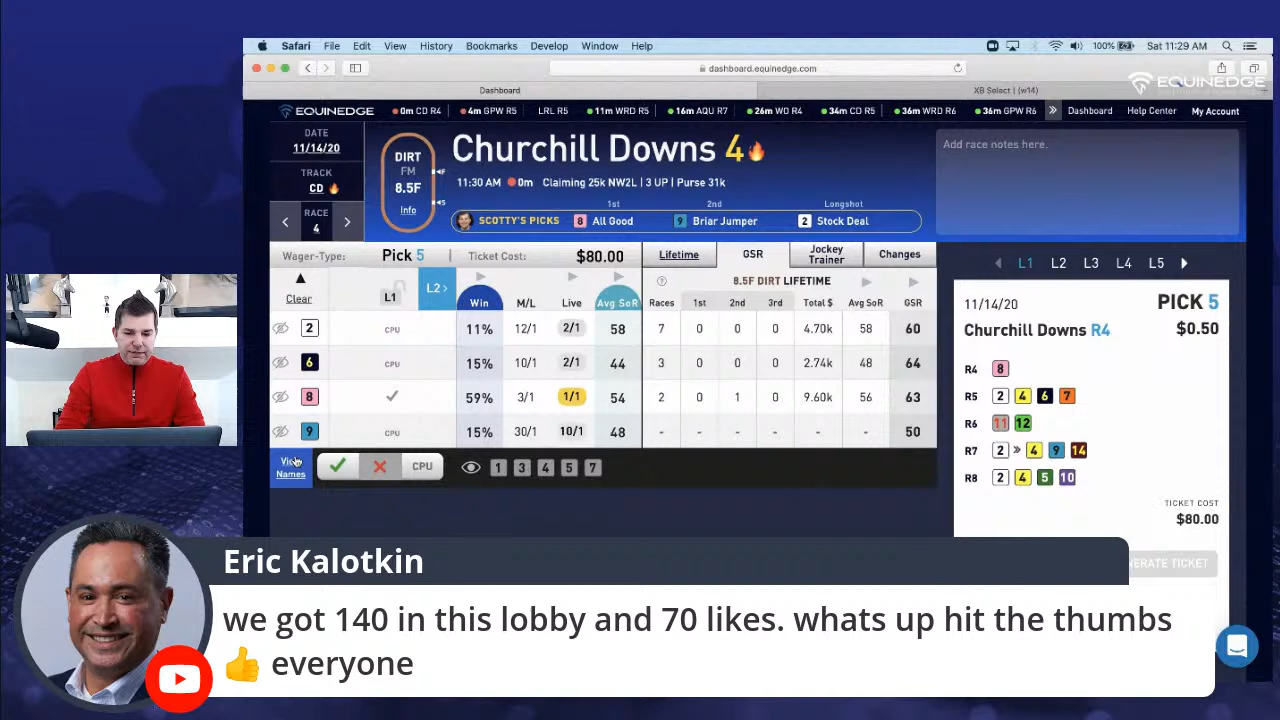 Safari File Edit View History Bookmarks Develop Window Help 100% Sat 11:29 AM
dashboard.equinedge.com
Dashboard XB Select | (w14)
EQUINEDGE
EQUINEDGE 0m CD R4 4m GPW R5 LRL R5 11m WRD R5 16m AQU R7 26m WO R4 34m CD R5 36m WRD R6 36m GPW R6 » Dashboard Help Center My Account
DATE
11/14/20
TRACK
CD 🔥
RACE
4
DIRT
FM
8.5F
Info
F
S
Churchill Downs 4🔥
11:30 AM 0m Claiming 25k NW2L | 3 UP | Purse 31k
1st 2nd Longshot
SCOTTY'S PICKS 8 All Good 9 Briar Jumper 2 Stock Deal
Add race notes here.
Wager-Type: Pick 5 | Ticket Cost: $80.00
Lifetime GSR Jockey Trainer Changes
Clear L1 L2› Win M/L Live Avg SoR
8.5F DIRT LIFETIME
Races 1st 2nd 3rd Total $ Avg SoR GSR
2 CPU 11% 12/1 2/1 58 7 0 0 0 4.70k 58 60
6 CPU 15% 10/1 2/1 44 3 0 0 0 2.74k 48 64
8 ✓ 59% 3/1 1/1 54 2 0 1 0 9.60k 56 63
9 CPU 15% 30/1 10/1 48 - - - - - - 50
View
Names
CPU 1 3 4 5 7
L1 L2 L3 L4 L5
11/14/20 PICK 5
Churchill Downs R4 $0.50
R4 8
R5 2 4 6 7
R6 11 12
R7 2 » 4 9 14
R8 2 4 5 10
TICKET COST
$80.00
NERATE TICKET
Eric Kalotkin
we got 140 in this lobby and 70 likes. whats up hit the thumbs
👍 everyone